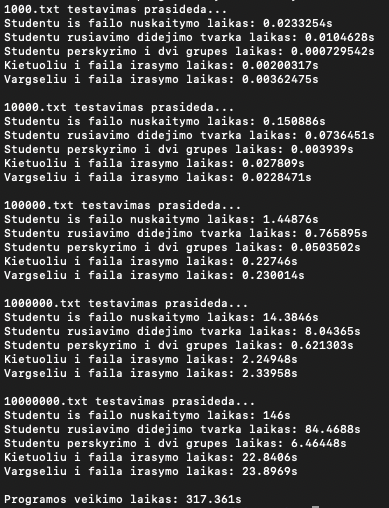 1000.txt testavimas prasideda...
Studentu is failo nuskaitymo laikas: 0.0233254s
Studentu rusiavimo didejimo tvarka laikas: 0.0104628s
Studentu perskyrimo i dvi grupes laikas: 0.000729542s
Kietuoliu i faila irasymo laikas: 0.00200317s
Vargseliu i faila irasymo laikas: 0.00362475s
10000.txt testavimas prasideda...
Studentu is failo nuskaitymo laikas: 0.150886s
Studentu rusiavimo didejimo tvarka laikas: 0.0736451s
Studentu perskyrimo i dvi grupes laikas: 0.003939s
Kietuoliu i faila irasymo laikas: 0.027809s
Vargseliu i faila irasymo laikas: 0.0228471s
100000.txt testavimas prasideda...
Studentu is failo nuskaitymo laikas: 1.44876s
Studentu rusiavimo didejimo tvarka laikas: 0.765895s
Studentu perskyrimo i dvi grupes laikas: 0.0503502s
Kietuoliu i faila irasymo laikas: 0.22746s
Vargseliu i faila irasymo laikas: 0.230014s
1000000.txt testavimas prasideda...
Studentu is failo nuskaitymo laikas: 14.3846s
Studentu rusiavimo didejimo tvarka laikas: 8.04365s
Studentu perskyrimo i dvi grupes laikas: 0.621303s
Kietuoliu i faila irasymo laikas: 2.24948s
Vargseliu i faila irasymo laikas: 2.33958s
10000000.txt testavimas prasideda...
Studentu is failo nuskaitymo laikas: 146s
Studentu rusiavimo didejimo tvarka laikas: 84.4688s
Studentu perskyrimo i dvi grupes laikas: 6.46448s
Kietuoliu i faila irasymo laikas: 22.8406s
Vargseliu i faila irasymo laikas: 23.8969s
Programos veikimo laikas: 317.361s